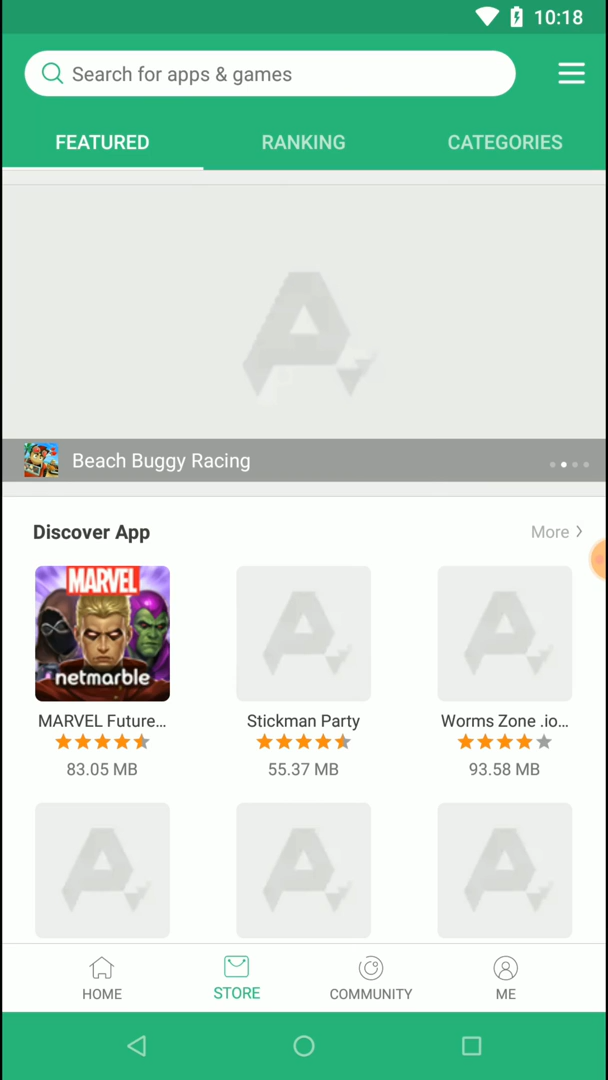 10:18
Search for apps & games
FEATURED RANKING CATEGORIES
Beach Buggy Racing
Discover App More
MARVEL
netmarble
MARVEL Future... Stickman Party Worms Zone .io...
83.05 MB 55.37 MB 93.58 MB
HOME STORE COMMUNITY ME